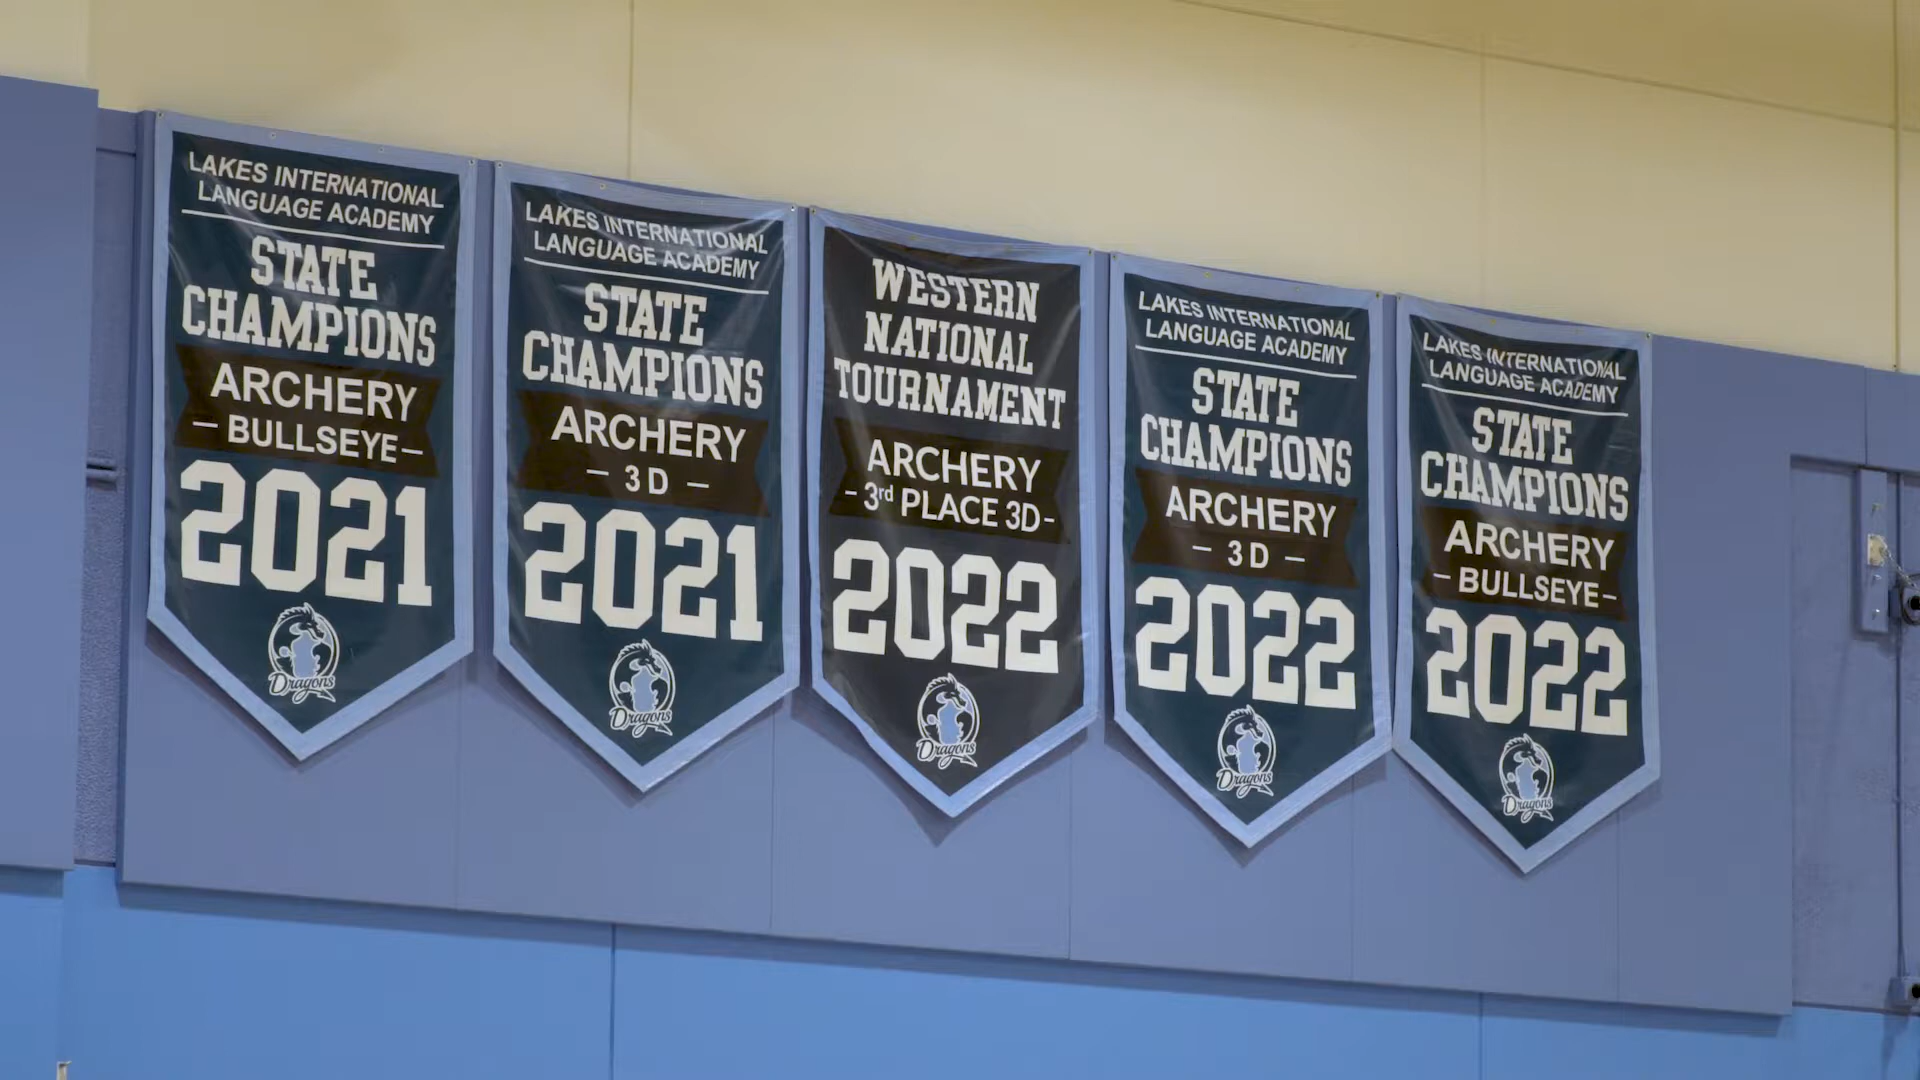 LAKES INTERNATIONAL
LANGUAGE ACADEMY
STATE
CHAMPIONS
ARCHERY
– BULLSEYE –
2021
Dragons
LAKES INTERNATIONAL
LANGUAGE ACADEMY
STATE
CHAMPIONS
ARCHERY
– 3D –
2021
Dragons
WESTERN
NATIONAL
TOURNAMENT
ARCHERY
- 3rd PLACE 3D-
2022
Dragons
LAKES INTERNATIONAL
LANGUAGE ACADEMY
STATE
CHAMPIONS
ARCHERY
– 3D –
2022
Dragons
LAKES INTERNATIONAL
LANGUAGE ACADEMY
STATE
CHAMPIONS
ARCHERY
– BULLSEYE –
2022
Dragons